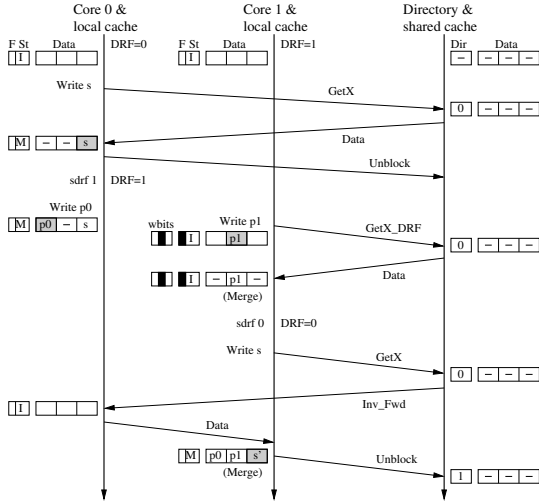 Core 0 & local cache
Core 1 & local cache
Directory & shared cache
F St Data DRF=0
F St Data DRF=1
Dir Data
I
I
– – – –
Write s
GetX
0 – – –
Data
M – – s
Unblock
sdrf 1 DRF=1
Write p0
M p0 – s
wbits
Write p1
GetX_DRF
I p1
0 – – –
Data
I – p1 –
(Merge)
sdrf 0 DRF=0
Write s
GetX
0 – – –
Inv_Fwd
I
Data
M p0 p1 s'
(Merge)
Unblock
1 – – –